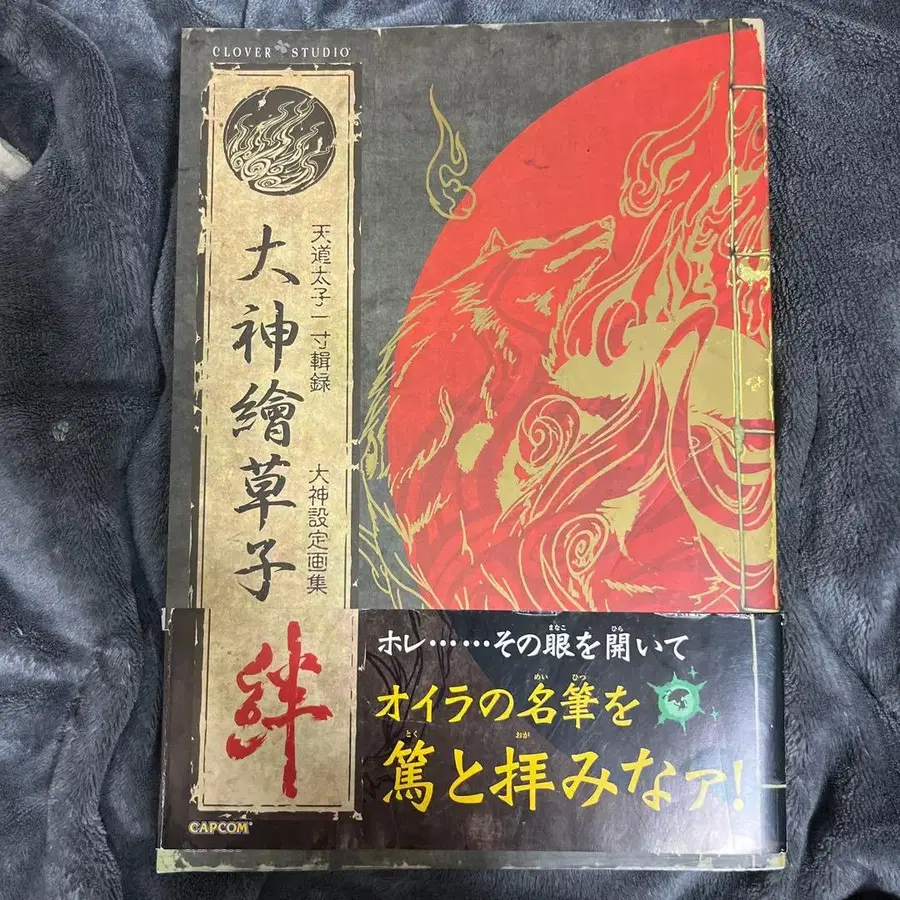 CLOVER STUDIO
天道太子一寸輯録
大神設定画集
大神繪草子
絆
ホレ……その眼を開いて
オイラの名筆を
篤と拝みなァ!
CAPCOM